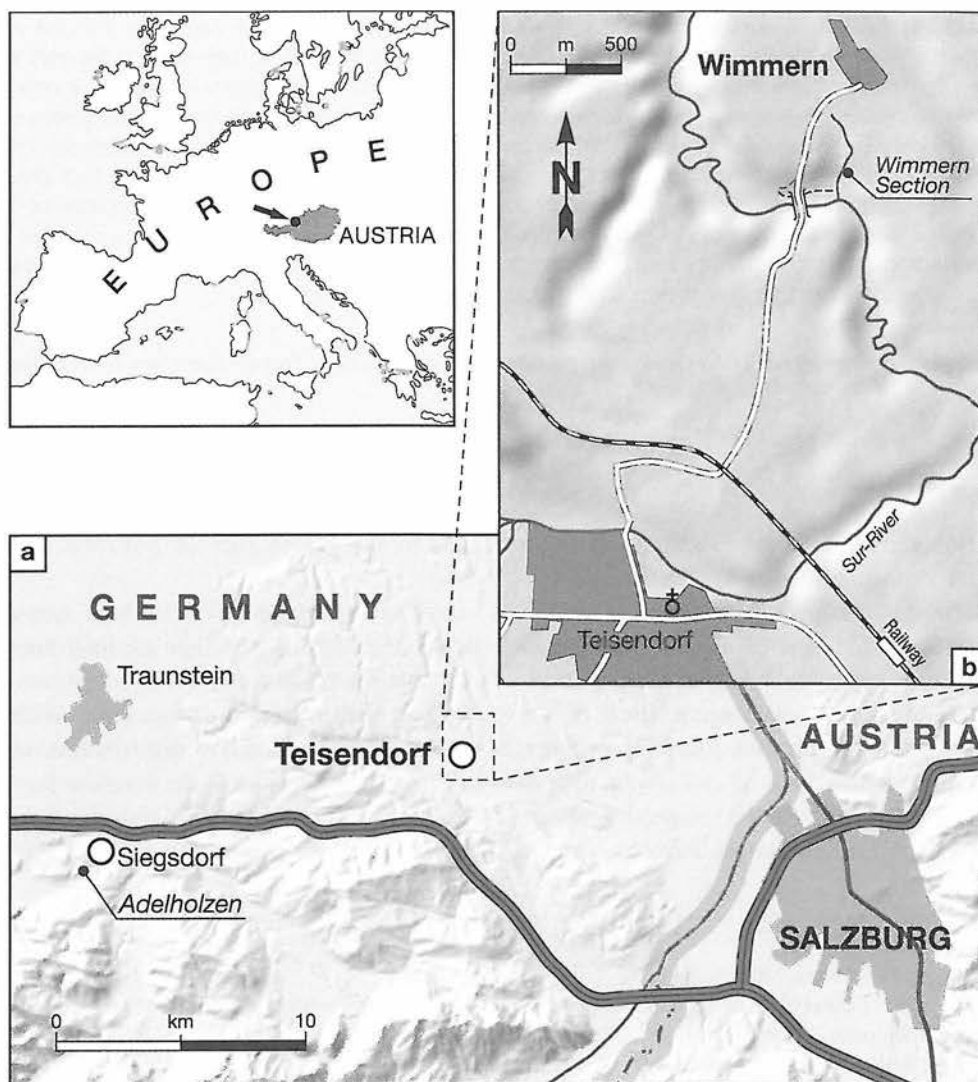 EUROPE
AUSTRIA
0 m 500
Wimmern
N
Wimmern
Section
Sur-River
Railway
Teisendorf
b
a
GERMANY
Traunstein
Teisendorf
AUSTRIA
Siegsdorf
Adelholzen
SALZBURG
0 km 10